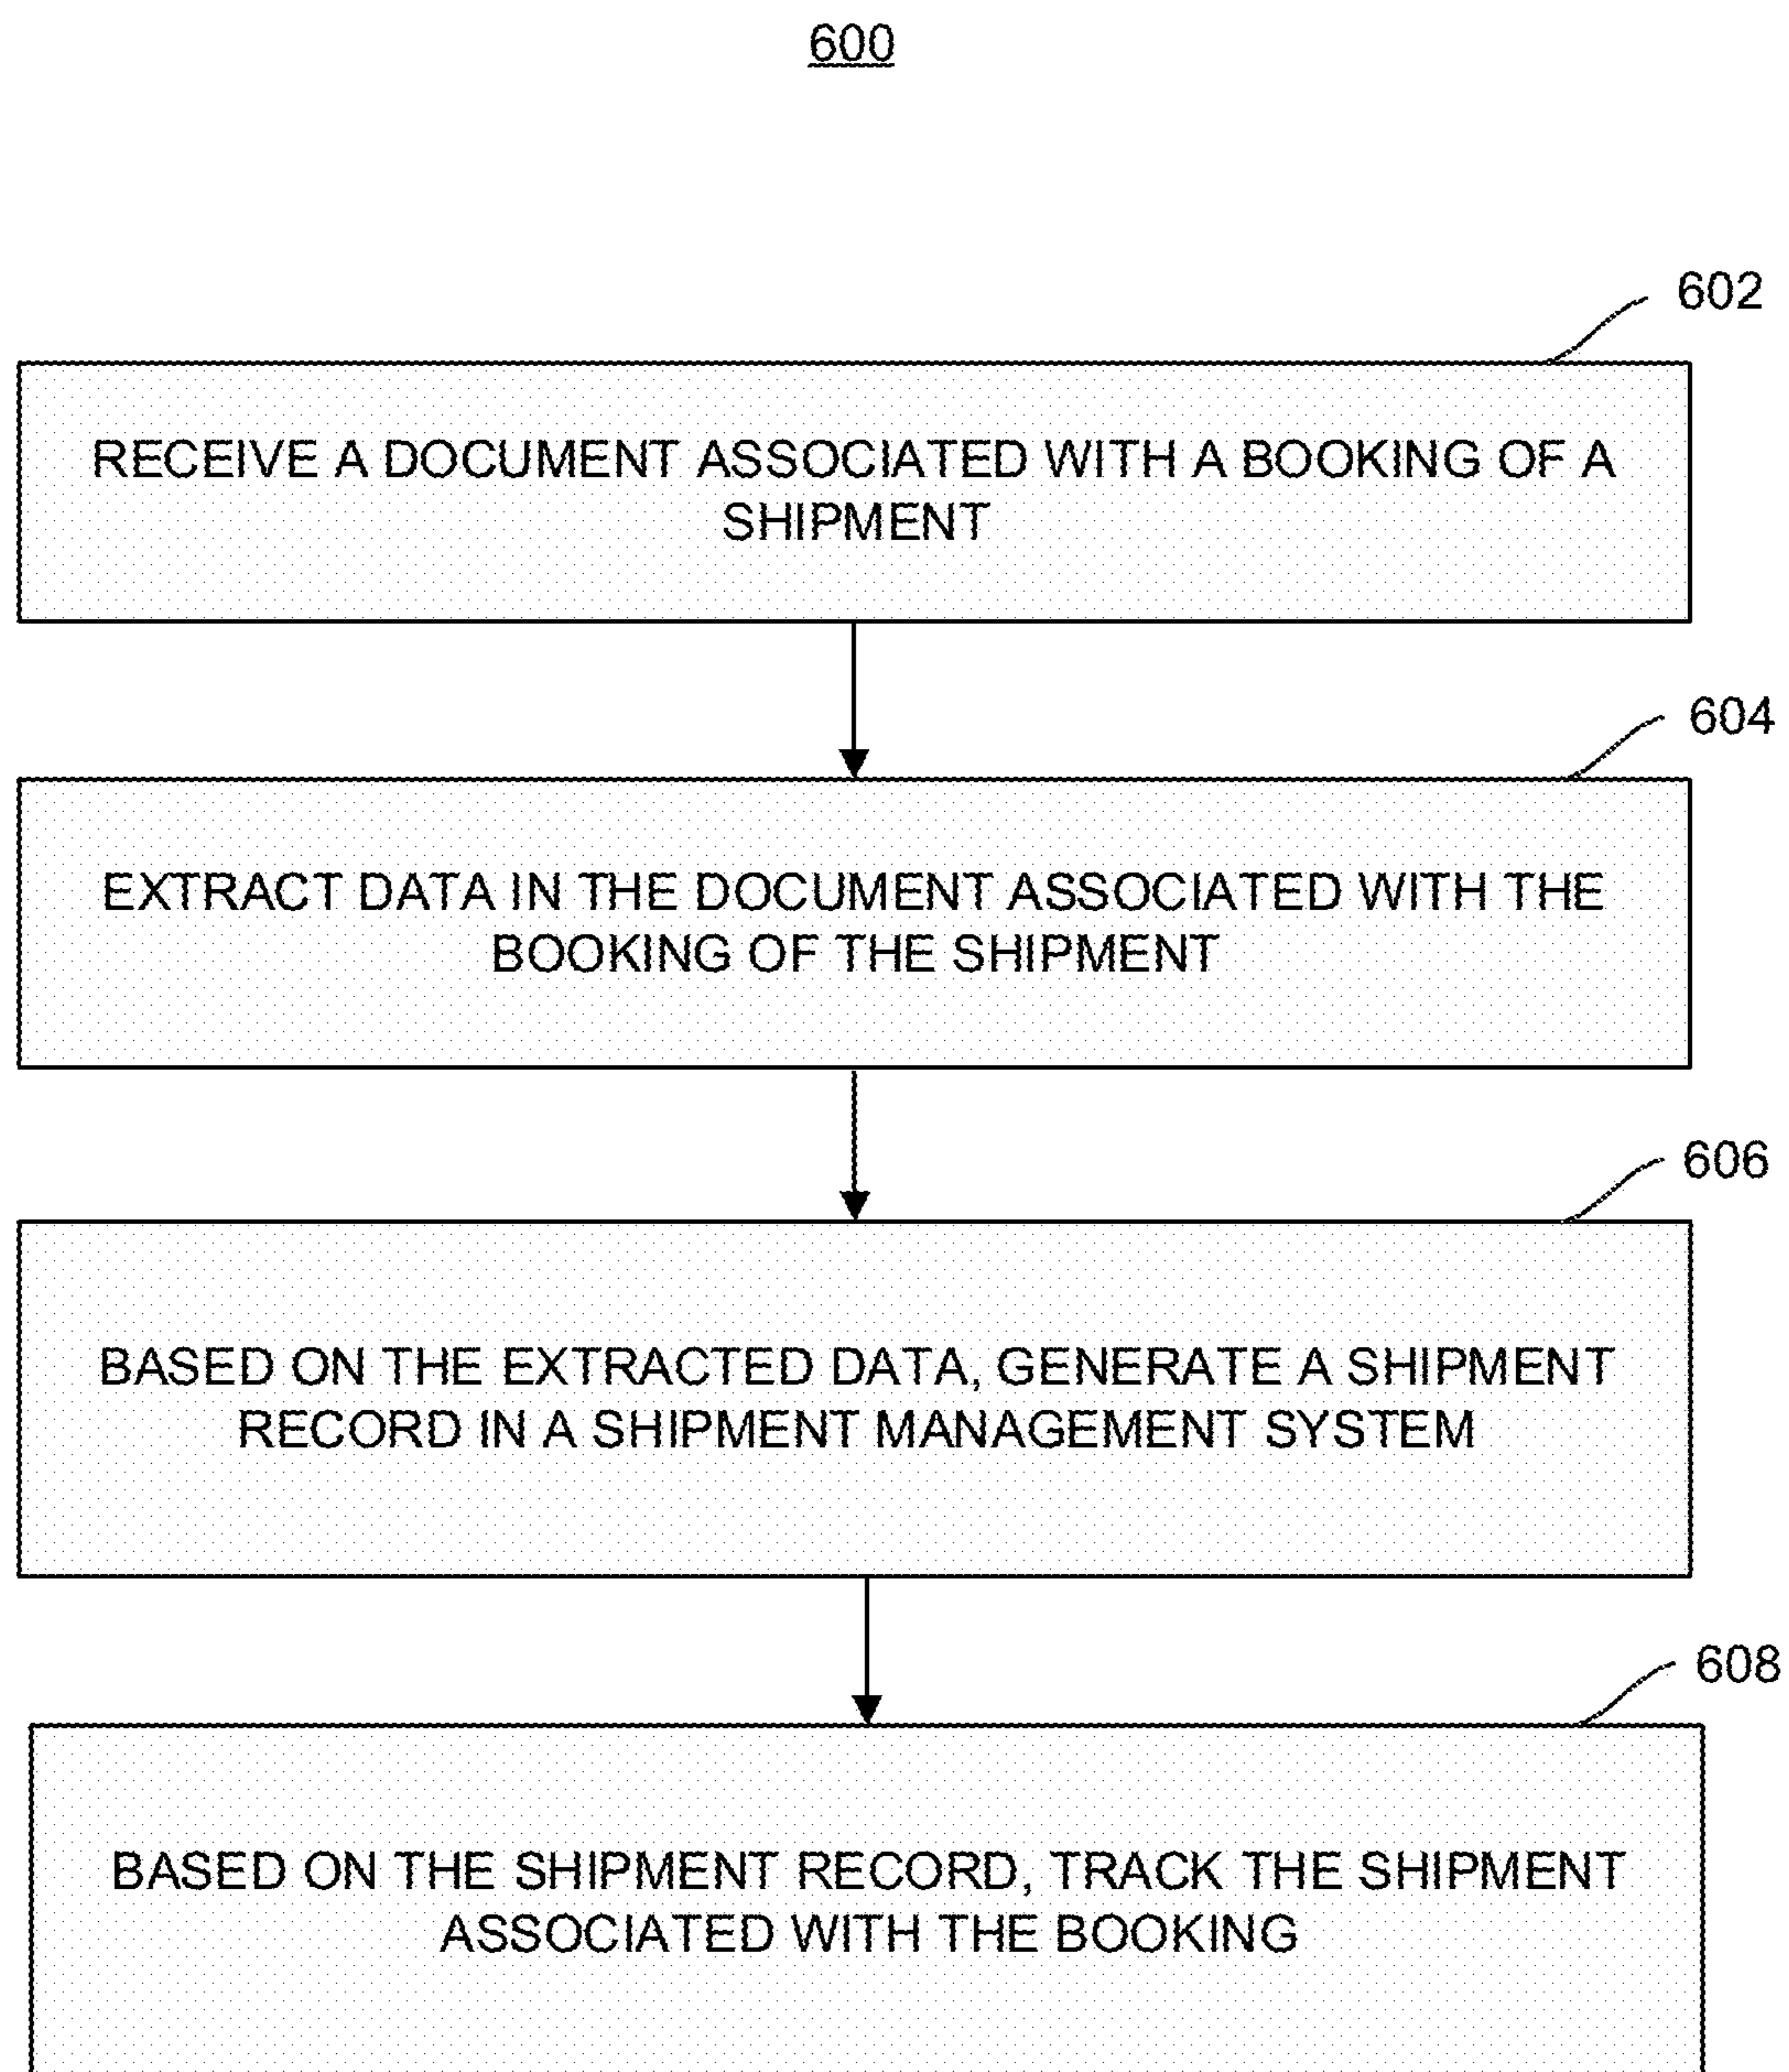 600
602
RECEIVE A DOCUMENT ASSOCIATED WITH A BOOKING OF A
SHIPMENT
604
EXTRACT DATA IN THE DOCUMENT ASSOCIATED WITH THE
BOOKING OF THE SHIPMENT
606
BASED ON THE EXTRACTED DATA, GENERATE A SHIPMENT
RECORD IN A SHIPMENT MANAGEMENT SYSTEM
608
BASED ON THE SHIPMENT RECORD, TRACK THE SHIPMENT
ASSOCIATED WITH THE BOOKING